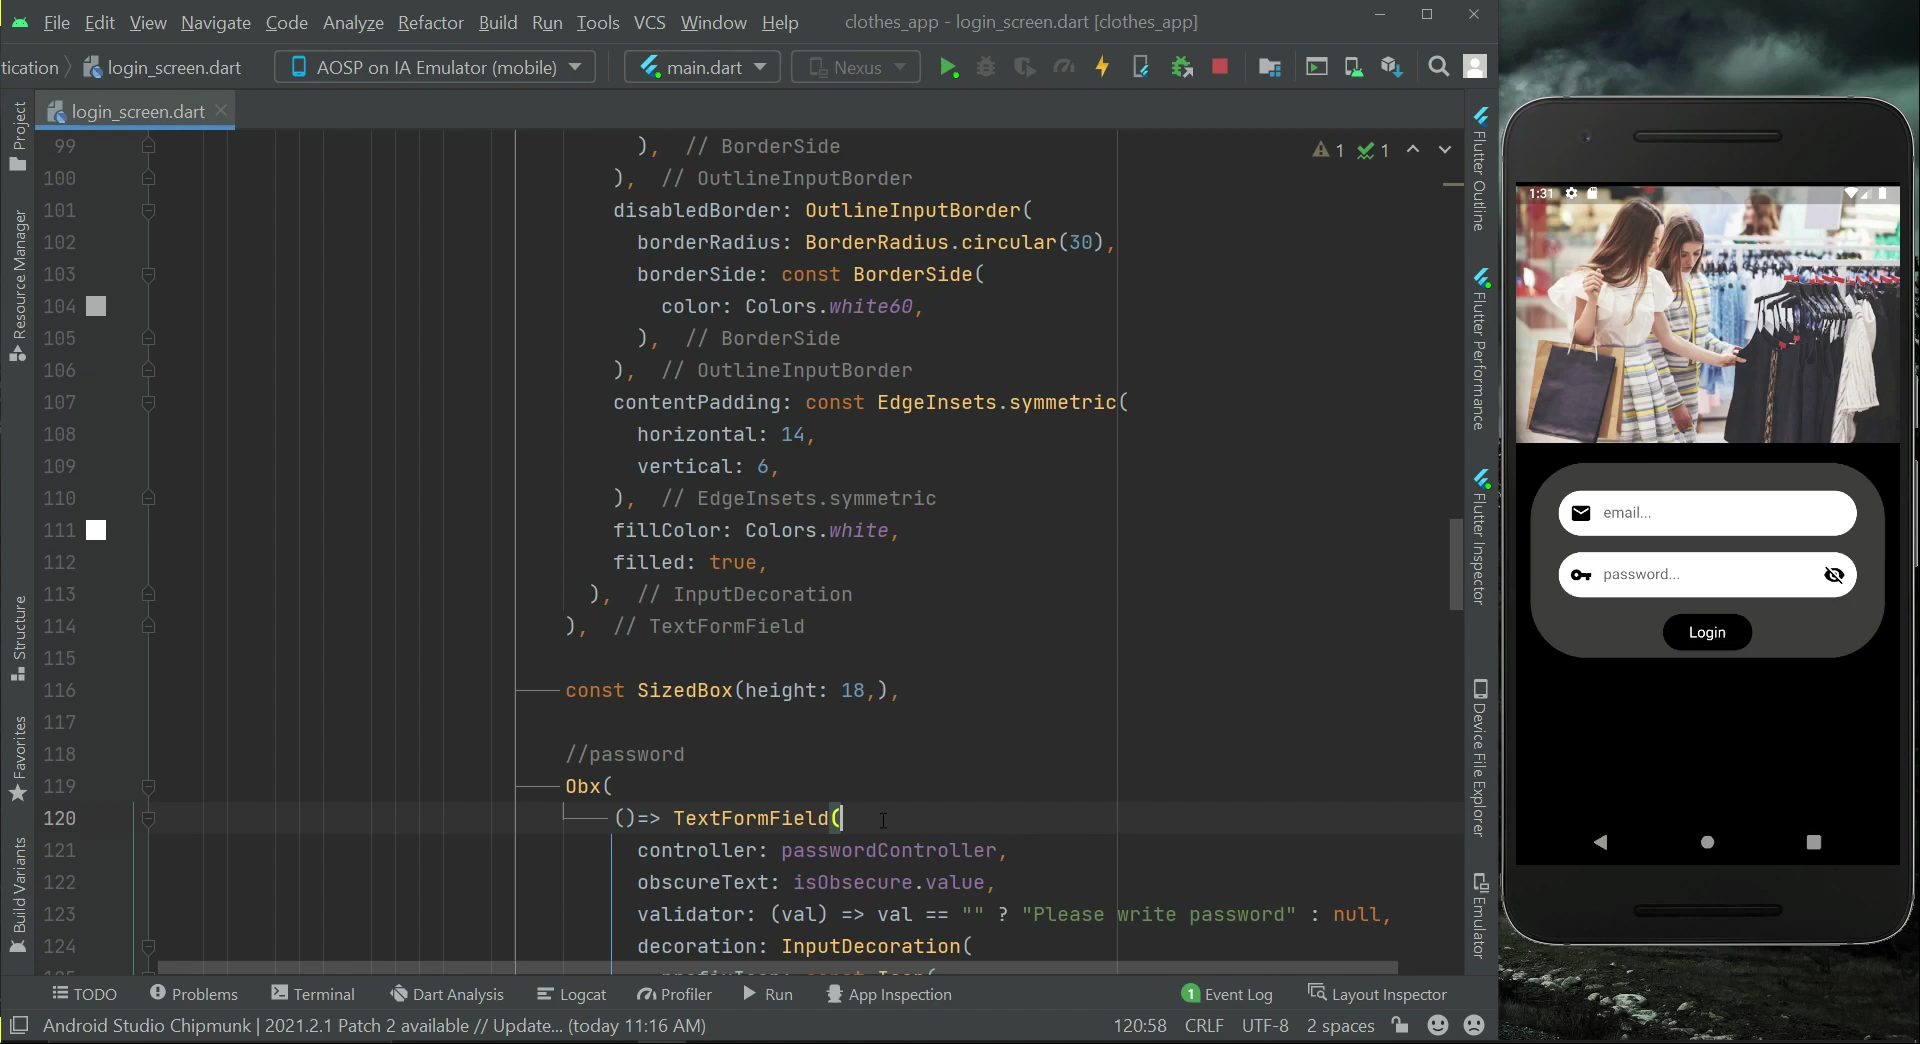 File Edit View Navigate Code Analyze Refactor Build Run Tools VCS Window Help clothes_app - login_screen.dart [clothes_app]
tication login_screen.dart AOSP on IA Emulator (mobile) main.dart Nexus
login_screen.dart
99 ), // BorderSide
100 ), // OutlineInputBorder
101 disabledBorder: OutlineInputBorder(
102 borderRadius: BorderRadius.circular(30),
103 borderSide: const BorderSide(
104 color: Colors.white60,
105 ), // BorderSide
106 ), // OutlineInputBorder
107 contentPadding: const EdgeInsets.symmetric(
108 horizontal: 14,
109 vertical: 6,
110 ), // EdgeInsets.symmetric
111 fillColor: Colors.white,
112 filled: true,
113 ), // InputDecoration
114 ), // TextFormField
115
116 const SizedBox(height: 18,),
117
118 //password
119 Obx(
120 ()=> TextFormField(
121 controller: passwordController,
122 obscureText: isObsecure.value,
123 validator: (val) => val == "" ? "Please write password" : null,
124 decoration: InputDecoration(
1 1
Project
Resource Manager
Structure
Favorites
Build Variants
Flutter Outline
Flutter Performance
Flutter Inspector
Device File Explorer
Emulator
1:31
email...
password...
Login
TODO Problems Terminal Dart Analysis Logcat Profiler Run App Inspection 1 Event Log Layout Inspector
Android Studio Chipmunk | 2021.2.1 Patch 2 available // Update... (today 11:16 AM) 120:58 CRLF UTF-8 2 spaces